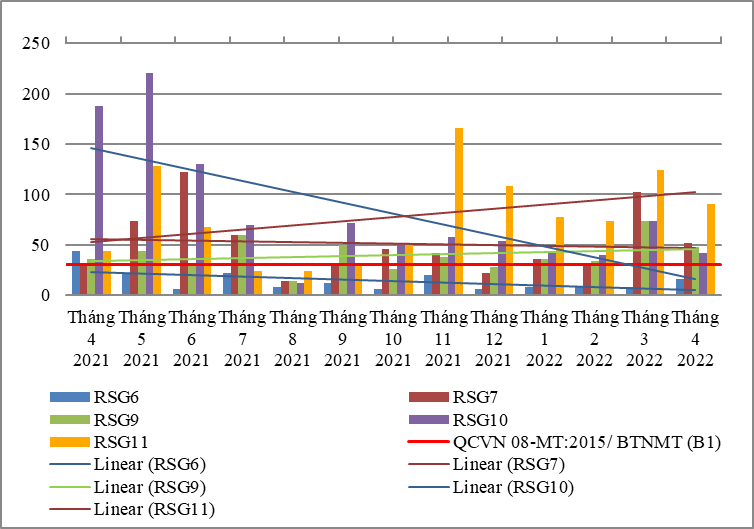 250
200
150
100
50
0
Tháng Tháng Tháng Tháng Tháng Tháng Tháng Tháng Tháng Tháng Tháng Tháng Tháng
4 5 6 7 8 9 10 11 12 1 2 3 4
2021 2021 2021 2021 2021 2021 2021 2021 2021 2022 2022 2022 2022
RSG6 RSG7
RSG9 RSG10
RSG11 QCVN 08-MT:2015/ BTNMT (B1)
Linear (RSG6) Linear (RSG7)
Linear (RSG9) Linear (RSG10)
Linear (RSG11)